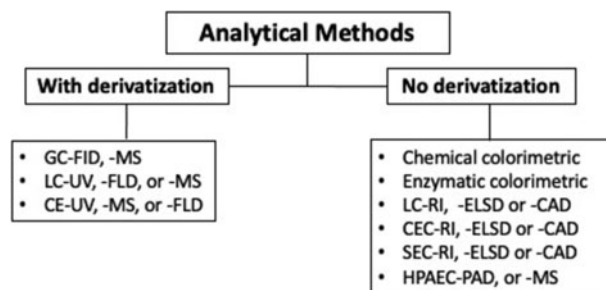 Analytical Methods
With derivatization
No derivatization
• GC-FID, -MS
• LC-UV, -FLD, or -MS
• CE-UV, -MS, or -FLD
• Chemical colorimetric
• Enzymatic colorimetric
• LC-RI, -ELSD or -CAD
• CEC-RI, -ELSD or -CAD
• SEC-RI, -ELSD or -CAD
• HPAEC-PAD, or -MS